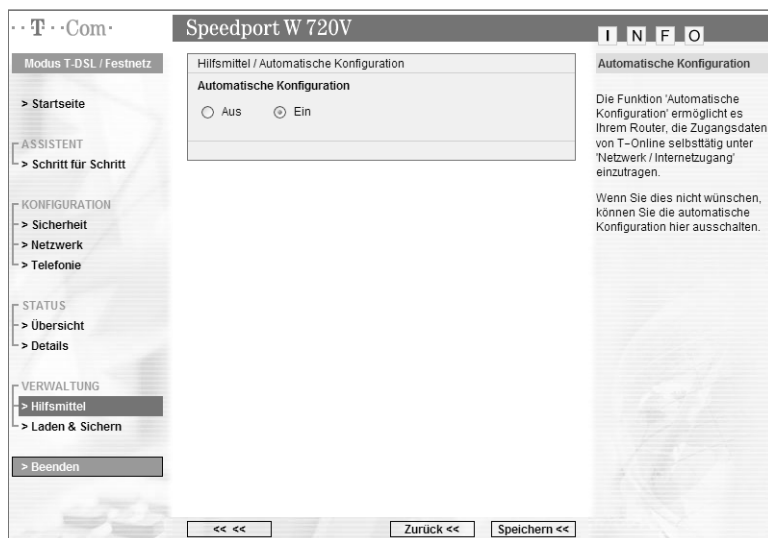 ··T··Com·
Speedport W 720V
INFO
Modus T-DSL / Festnetz
> Startseite
ASSISTENT
> Schritt für Schritt
KONFIGURATION
> Sicherheit
> Netzwerk
> Telefonie
STATUS
> Übersicht
> Details
VERWALTUNG
> Hilfsmittel
> Laden & Sichern
> Beenden
Hilfsmittel / Automatische Konfiguration
Automatische Konfiguration
Aus Ein
<< <<
Zurück <<
Speichern <<
Automatische Konfiguration
Die Funktion 'Automatische
Konfiguration' ermöglicht es
Ihrem Router, die Zugangsdaten
von T-Online selbsttätig unter
'Netzwerk / Internetzugang'
einzutragen.
Wenn Sie dies nicht wünschen,
können Sie die automatische
Konfiguration hier ausschalten.